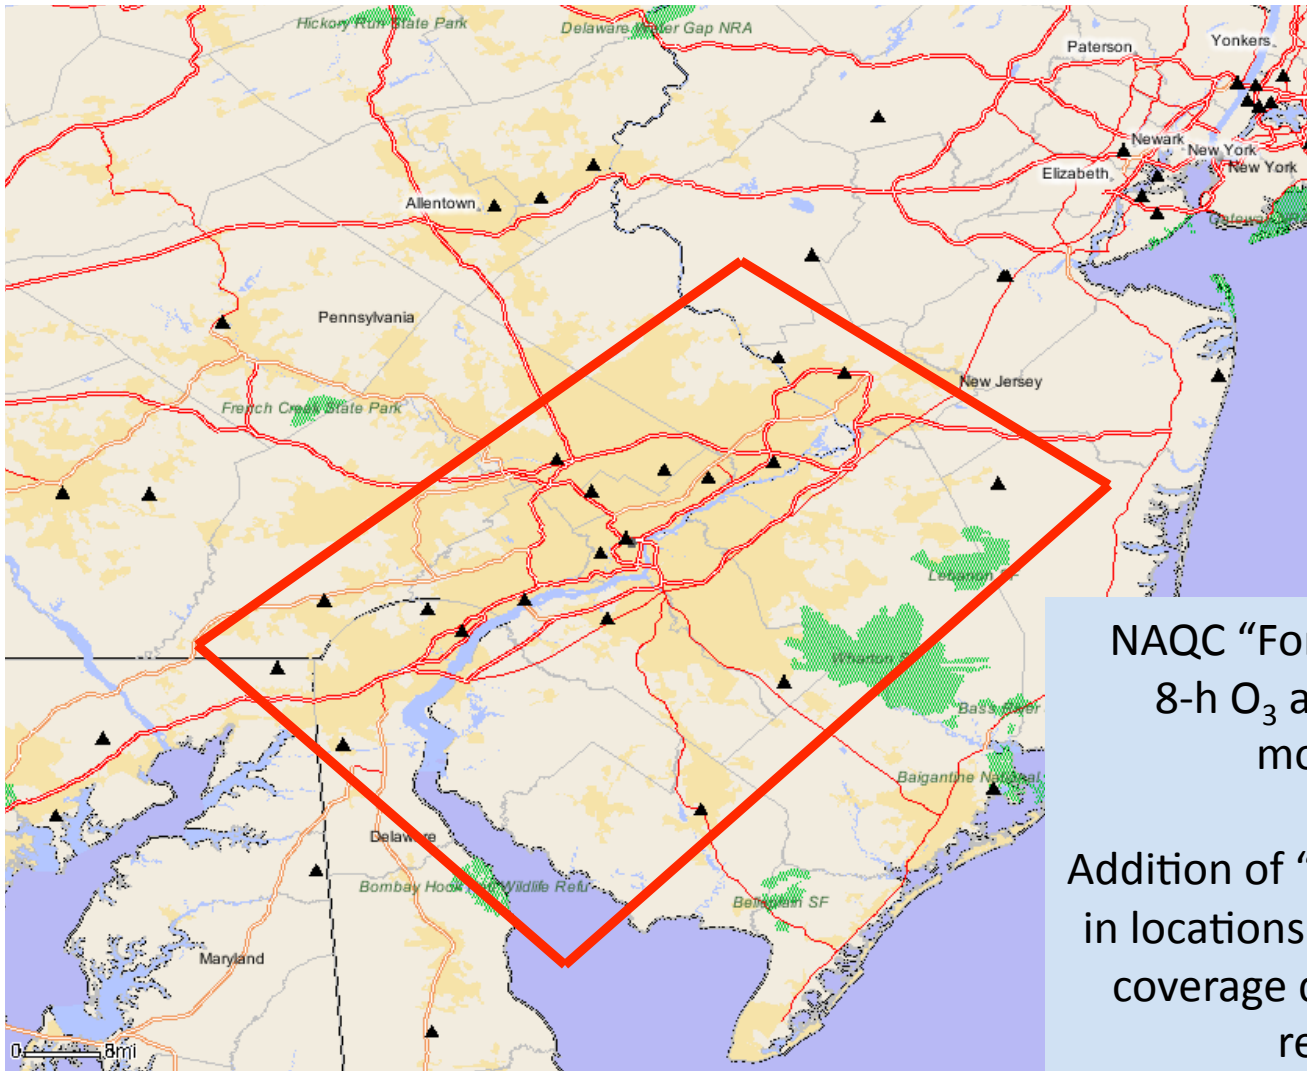 Hickory Run State Park
Delaware Water Gap NRA
Paterson
Yonkers
Newark
New York
New York
Elizabeth
Gateway NRA
Allentown
Pennsylvania
New Jersey
French Creek State Park
Lebanon SF
Wharton
Bass River
Baigantine National
Delaware
Bombay Hook Wildlife Refu
Belleplain SF
Maryland
0 8mi
NAQC “For
8-h O₃ a
mo
Addition of “
in locations
coverage
re